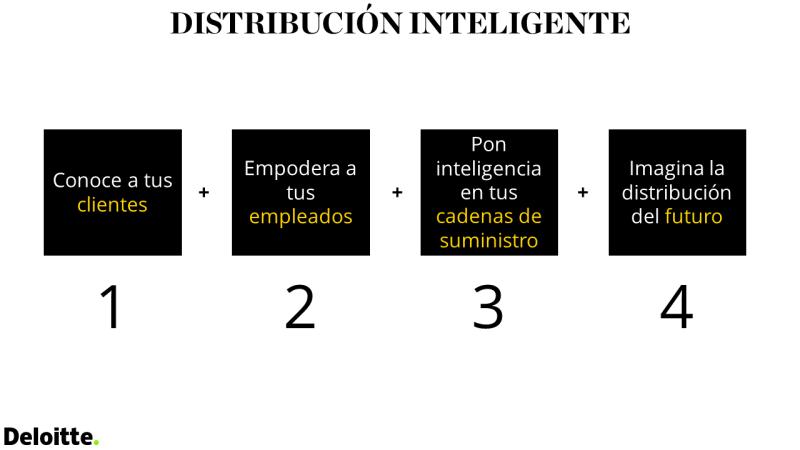 DISTRIBUCIÓN INTELIGENTE
Conoce a tus
clientes
+
Empodera a
tus
empleados
+
Pon
inteligencia
en tus
cadenas de
suministro
+
Imagina la
distribución
del futuro
1
2
3
4
Deloitte.